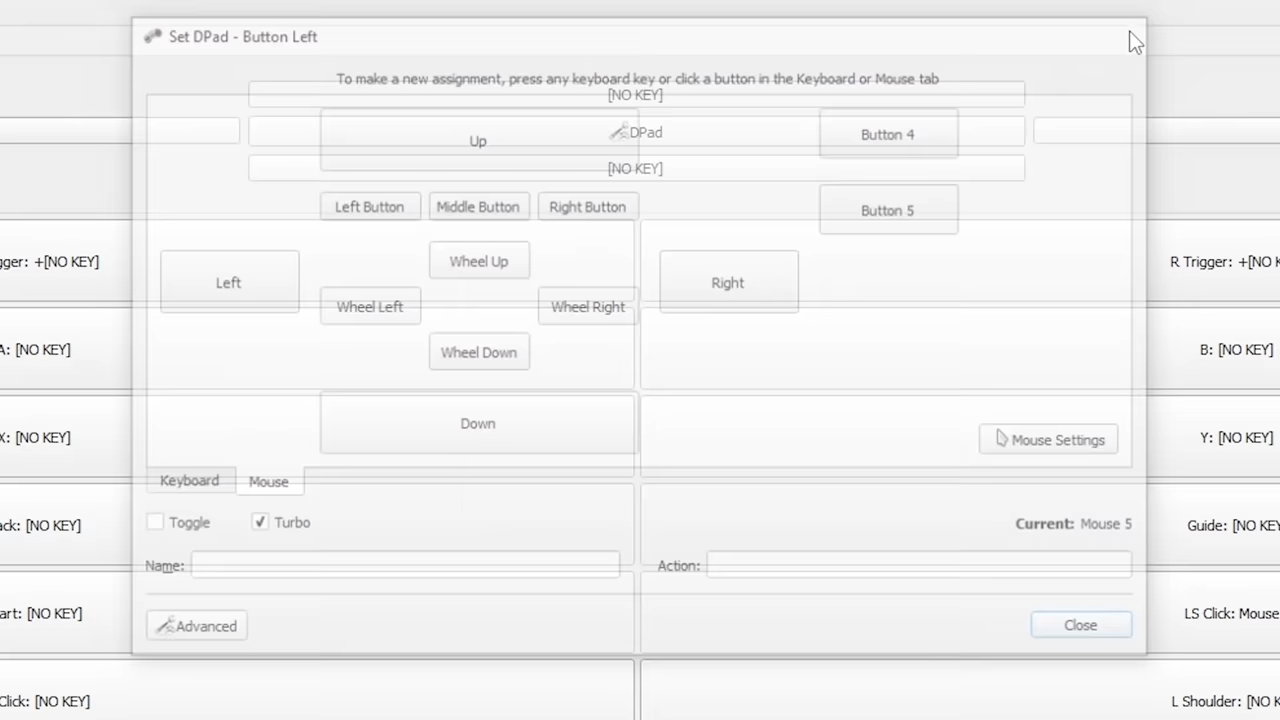 Set DPad - Button Left
To make a new assignment, press any keyboard key or click a button in the Keyboard or Mouse tab
[NO KEY]
Up
DPad
Button 4
[NO KEY]
Left Button
Middle Button
Right Button
Button 5
gger: +[NO KEY]
Wheel Up
R Trigger: +[NO K
Left
Right
Wheel Left
Wheel Right
A: [NO KEY]
Wheel Down
B: [NO KEY]
Down
X: [NO KEY]
Mouse Settings
Y: [NO KEY]
Keyboard
Mouse
ack: [NO KEY]
Toggle
Turbo
Current: Mouse 5
Guide: [NO KEY
Name:
Action:
art: [NO KEY]
Advanced
Close
LS Click: Mouse
Click: [NO KEY]
L Shoulder: [NO K